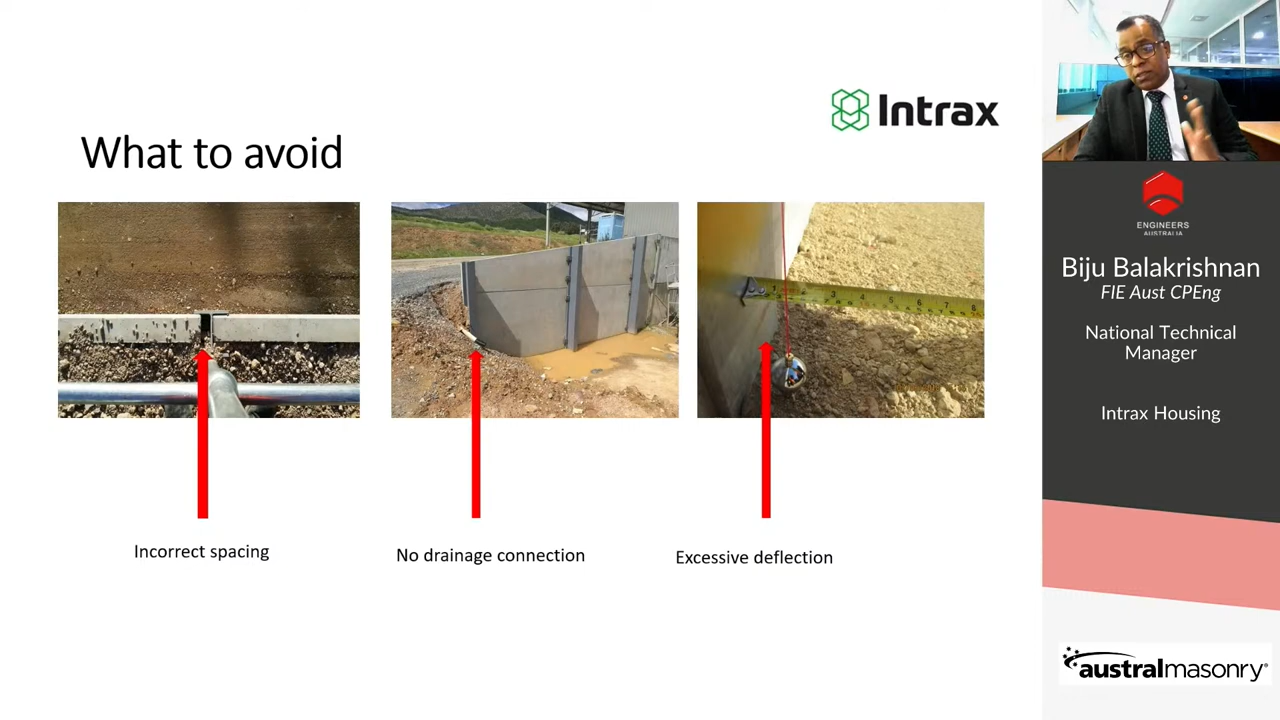 Intrax
What to avoid
Incorrect spacing
No drainage connection
Excessive deflection
ENGINEERS
AUSTRALIA
Biju Balakrishnan
FIE Aust CPEng
National Technical
Manager
Intrax Housing
australmasonry®